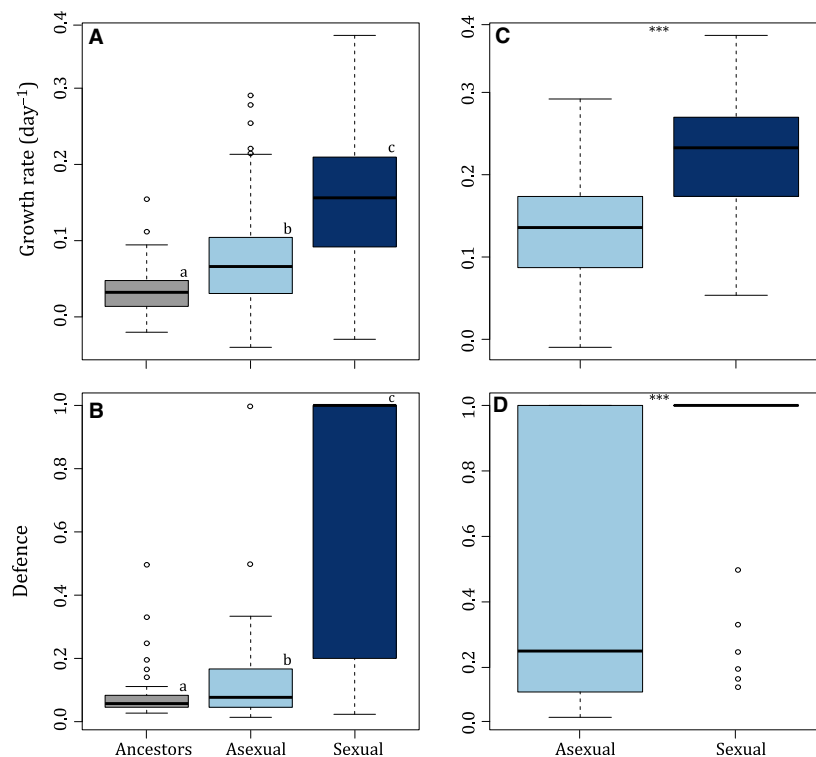 A
Growth rate (day⁻¹)
0.4
0.3
0.2
0.1
0.0
a
b
c
C
0.4
0.3
0.2
0.1
0.0
***
B
Defence
1.0
0.8
0.6
0.4
0.2
0.0
a
b
c
Ancestors Asexual Sexual
D
1.0
0.8
0.6
0.4
0.2
0.0
***
Asexual Sexual